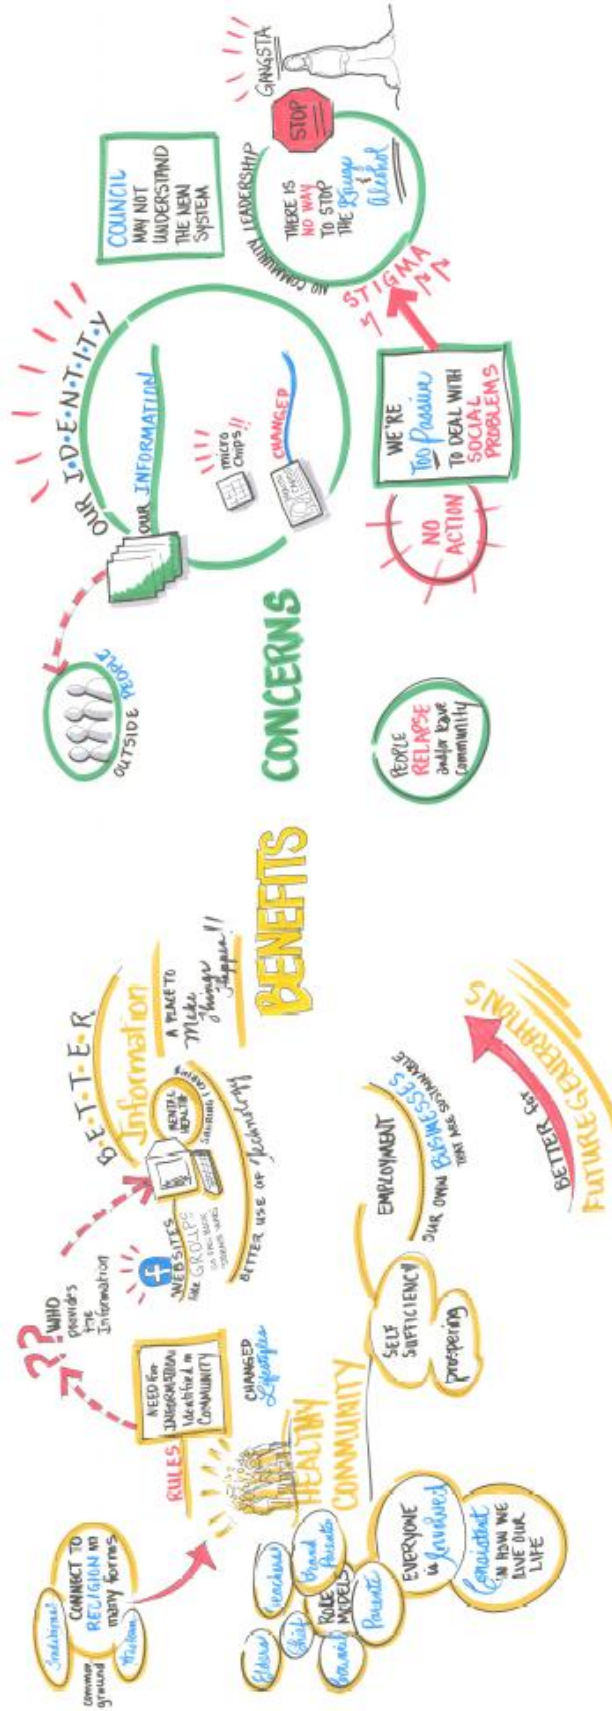 common
ground
Traditional
CONNECT TO
RELIGION in
many forms
RULES
NEED for
INFORMATION
Identified in
COMMUNITY
??
WHO
provides
the
Information
CHANGED
Lifestyles
HEALTHY
COMMUNITY
Elders
Teachers
Chief
Grand
Parents
ROLE
MODELS
Council
Parents
EVERYONE
is Involved
Consistent
IN HOW WE
LIVE OUR
LIFE
SELF
SUFFICIENCY
prospering
EMPLOYMENT
OUR OWN BUSINESSES
THAT ARE SUSTAINABLE
BETTER for
FUTURE GENERATIONS
B.E.T.T.E.R
Information
A PLACE TO
Make
Things
Happen!!
f
WEBSITES
GROUPS
MENTAL
HEALTH
BETTER USE OF Technology
BENEFITS
CONCERNS
OUTSIDE PEOPLE
OUR I.D.E.N.T.I.T.Y
OUR INFORMATION
micro
chips!!
CHANGED
COUNCIL
MAY NOT
UNDERSTAND
THE NEW
SYSTEM
NO COMMUNITY LEADERSHIP
THERE IS
NO WAY
TO STOP
THE Drugs
&
Alcohol
STOP
GANGSTA
STIGMA
WE'RE
Too Passive
TO DEAL WITH
SOCIAL
PROBLEMS
NO
ACTION
PEOPLE
RELAPSE
and/or leave
community